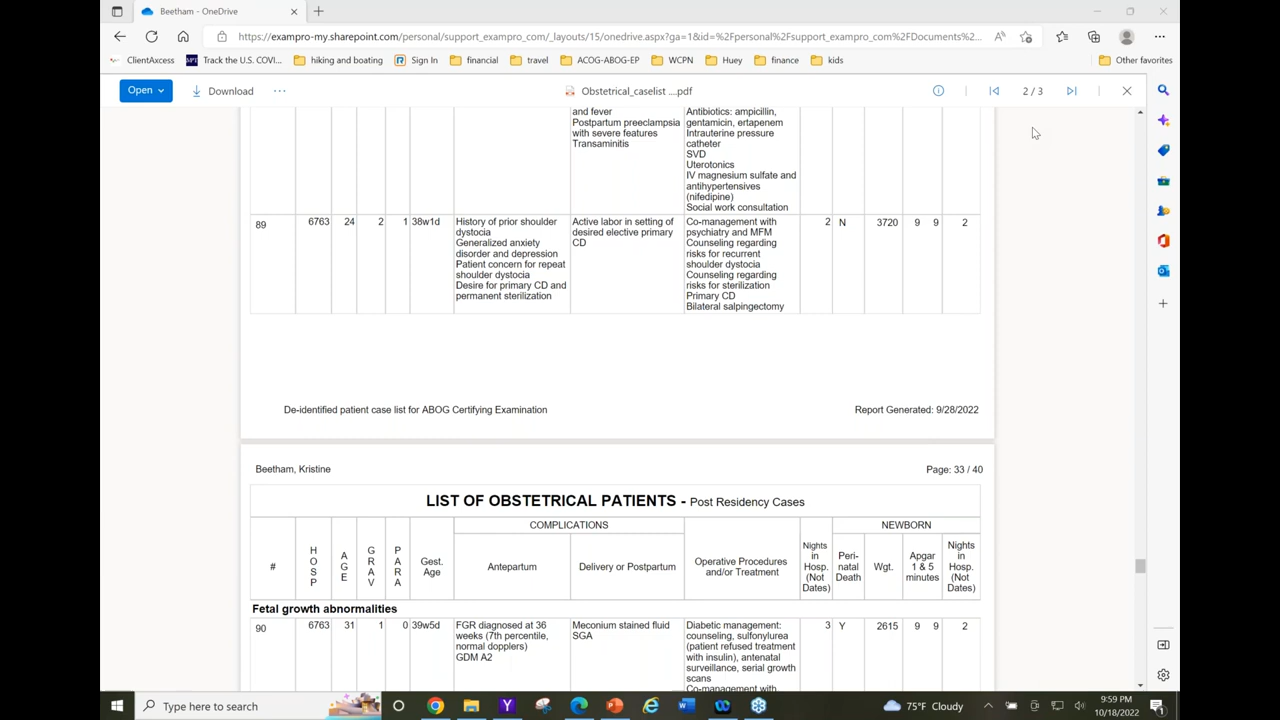 Beetham - OneDrive
https://exampro-my.sharepoint.com/personal/support_exampro_com/_layouts/15/onedrive.aspx?ga=1&id=%2Fpersonal%2Fsupport_exampro_com%2FDocuments%2...
ClientAxcess Track the U.S. COVI... hiking and boating Sign In financial travel ACOG-ABOG-EP WCPN Huey finance kids Other favorites
Open Download ... Obstetrical_caselist ....pdf 2 / 3
and fever
Postpartum preeclampsia
with severe features
Transaminitis
Antibiotics: ampicillin,
gentamicin, ertapenem
Intrauterine pressure
catheter
SVD
Uterotonics
IV magnesium sulfate and
antihypertensives
(nifedipine)
Social work consultation
89 6763 24 2 1 38w1d
History of prior shoulder
dystocia
Generalized anxiety
disorder and depression
Patient concern for repeat
shoulder dystocia
Desire for primary CD and
permanent sterilization
Active labor in setting of
desired elective primary
CD
Co-management with
psychiatry and MFM
Counseling regarding
risks for recurrent
shoulder dystocia
Counseling regarding
risks for sterilization
Primary CD
Bilateral salpingectomy
2 N 3720 9 9 2
De-identified patient case list for ABOG Certifying Examination
Report Generated: 9/28/2022
Beetham, Kristine
Page: 33 / 40
LIST OF OBSTETRICAL PATIENTS - Post Residency Cases
COMPLICATIONS
NEWBORN
#
H
O
S
P
A
G
E
G
R
A
V
P
A
R
A
Gest.
Age
Antepartum
Delivery or Postpartum
Operative Procedures
and/or Treatment
Nights
in
Hosp.
(Not
Dates)
Peri-
natal
Death
Wgt.
Apgar
1 & 5
minutes
Nights
in
Hosp.
(Not
Dates)
Fetal growth abnormalities
90 6763 31 1 0 39w5d
FGR diagnosed at 36
weeks (7th percentile,
normal dopplers)
GDM A2
Meconium stained fluid
SGA
Diabetic management:
counseling, sulfonylurea
(patient refused treatment
with insulin), antenatal
surveillance, serial growth
scans
Co-management with
3 Y 2615 9 9 2
Type here to search
75°F Cloudy
9:59 PM
10/18/2022